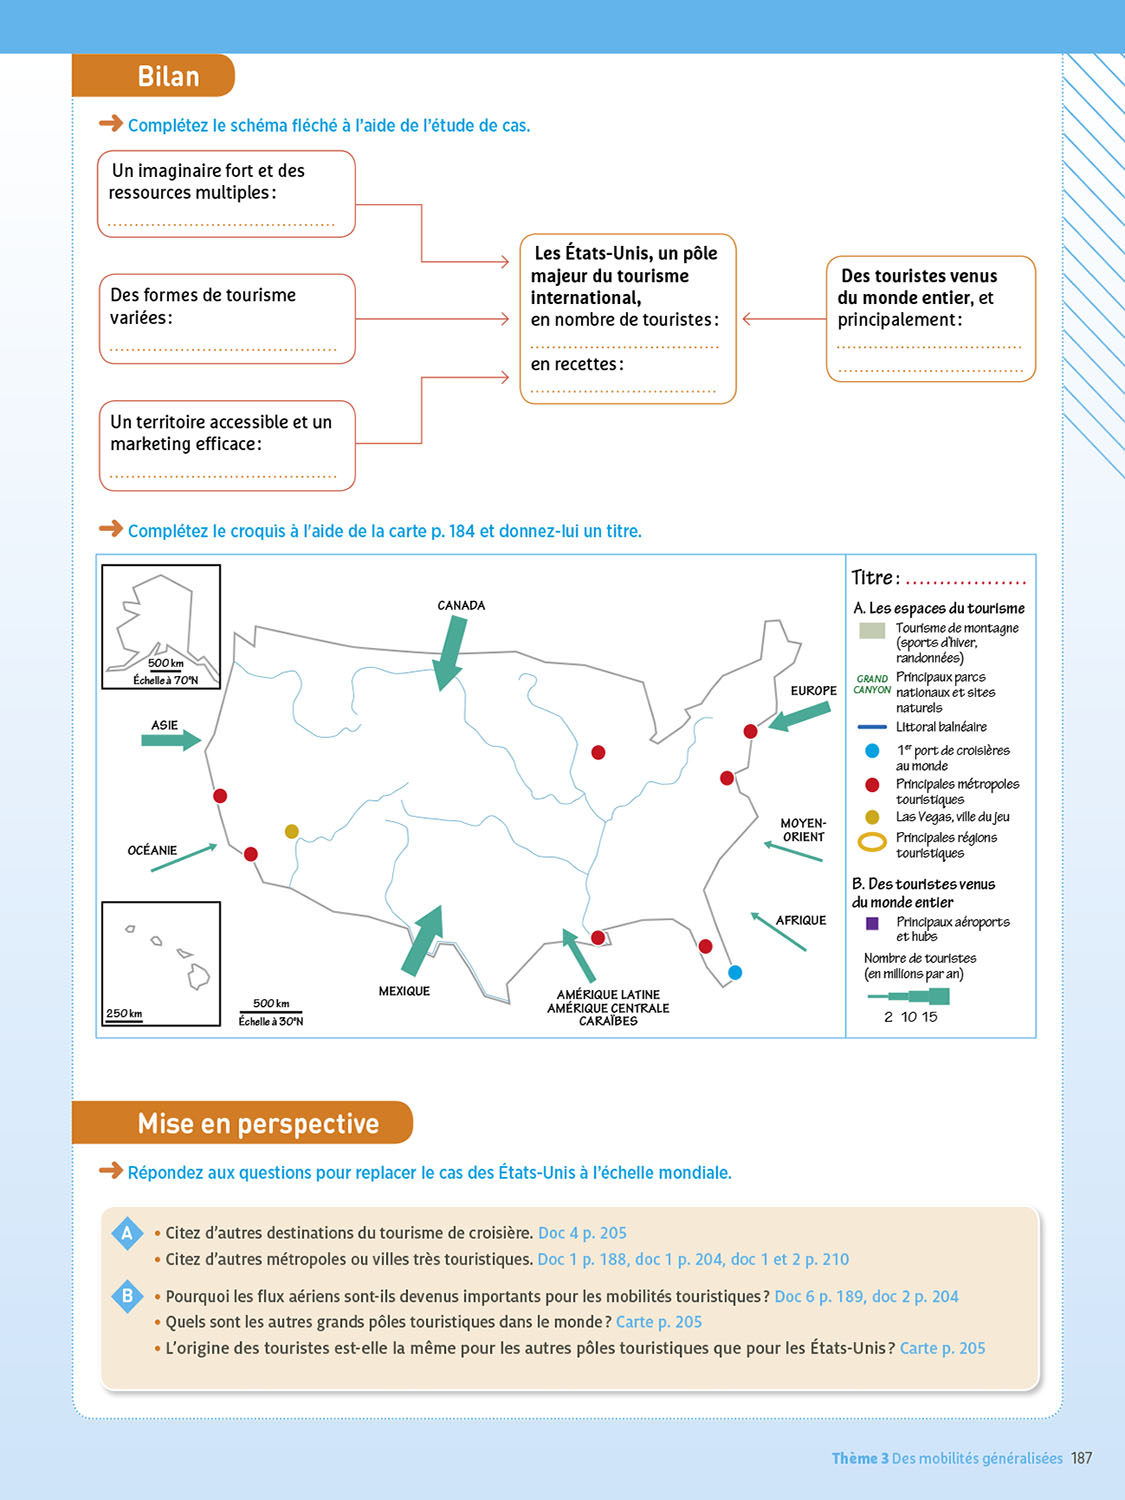 Bilan
➔ Complétez le schéma fléché à l'aide de l'étude de cas.
Un imaginaire fort et des
ressources multiples :
Des formes de tourisme
variées :
Un territoire accessible et un
marketing efficace :
Les États-Unis, un pôle
majeur du tourisme
international,
en nombre de touristes :
en recettes :
Des touristes venus
du monde entier, et
principalement :
➔ Complétez le croquis à l'aide de la carte p. 184 et donnez-lui un titre.
500 km
Échelle à 70°N
CANADA
EUROPE
ASIE
OCÉANIE
MOYEN-
ORIENT
AFRIQUE
MEXIQUE
AMÉRIQUE LATINE
AMÉRIQUE CENTRALE
CARAÏBES
250 km
500 km
Échelle à 30°N
Titre : ..................
A. Les espaces du tourisme
Tourisme de montagne
(sports d'hiver,
randonnées)
GRAND
CANYON
Principaux parcs
nationaux et sites
naturels
Littoral balnéaire
1er port de croisières
au monde
Principales métropoles
touristiques
Las Vegas, ville du jeu
Principales régions
touristiques
B. Des touristes venus
du monde entier
Principaux aéroports
et hubs
Nombre de touristes
(en millions par an)
2 10 15
Mise en perspective
➔ Répondez aux questions pour replacer le cas des États-Unis à l'échelle mondiale.
A
• Citez d'autres destinations du tourisme de croisière. Doc 4 p. 205
• Citez d'autres métropoles ou villes très touristiques. Doc 1 p. 188, doc 1 p. 204, doc 1 et 2 p. 210
B
• Pourquoi les flux aériens sont-ils devenus importants pour les mobilités touristiques ? Doc 6 p. 189, doc 2 p. 204
• Quels sont les autres grands pôles touristiques dans le monde ? Carte p. 205
• L'origine des touristes est-elle la même pour les autres pôles touristiques que pour les États-Unis ? Carte p. 205
Thème 3 Des mobilités généralisées 187